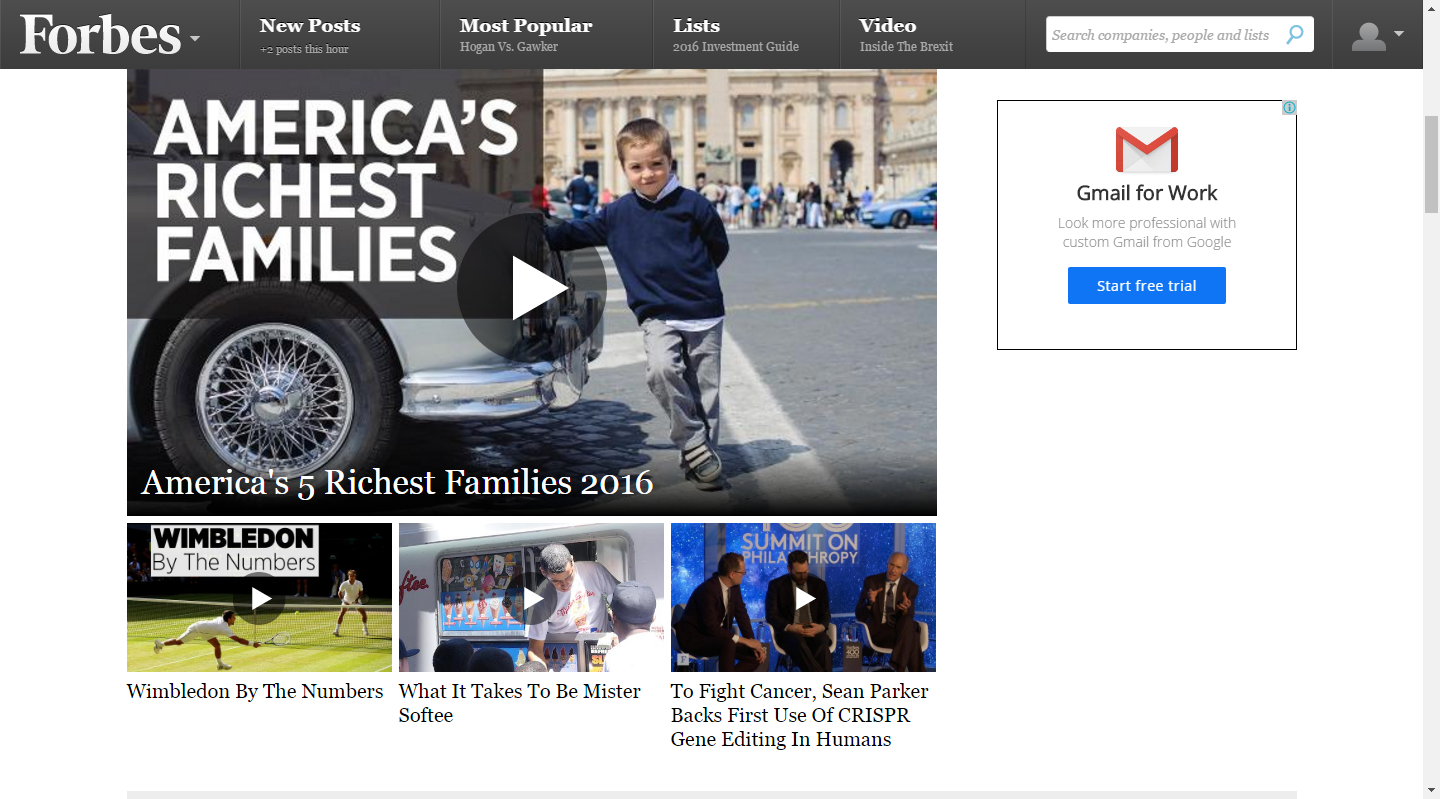 Forbes
New Posts
+2 posts this hour
Most Popular
Hogan Vs. Gawker
Lists
2016 Investment Guide
Video
Inside The Brexit
Search companies, people and lists
AMERICA'S
RICHEST
FAMILIES
America's 5 Richest Families 2016
Gmail for Work
Look more professional with
custom Gmail from Google
Start free trial
WIMBLEDON
By The Numbers
Wimbledon By The Numbers
What It Takes To Be Mister
Softee
SUMMIT ON
PHILANTHROPY
To Fight Cancer, Sean Parker
Backs First Use Of CRISPR
Gene Editing In Humans